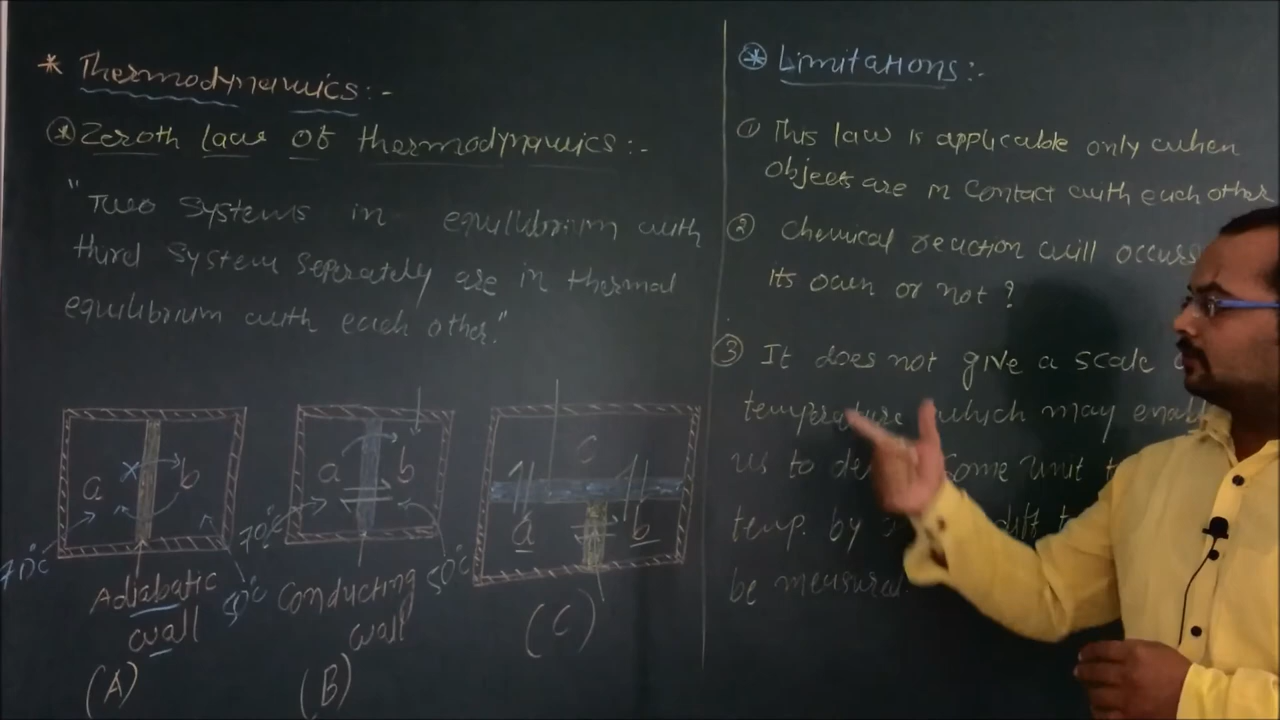 * Thermodynamics:-
* Zeroth law of thermodynamics:-
"Two systems in equilibrium with
third system seperately are in thermal
equilibrium with each other."
a x b
70°C
50°C
Adiabatic
wall
(A)
a b
70°C
50°C
Conducting
wall
(B)
c
a b
(C)
* Limitations:-
① This law is applicable only when
objects are in contact with each other
② Chemical reaction will occurs
its own or not?
③ It does not give a scale
temperature which may
us to some unit
temp. by diff
be measured.